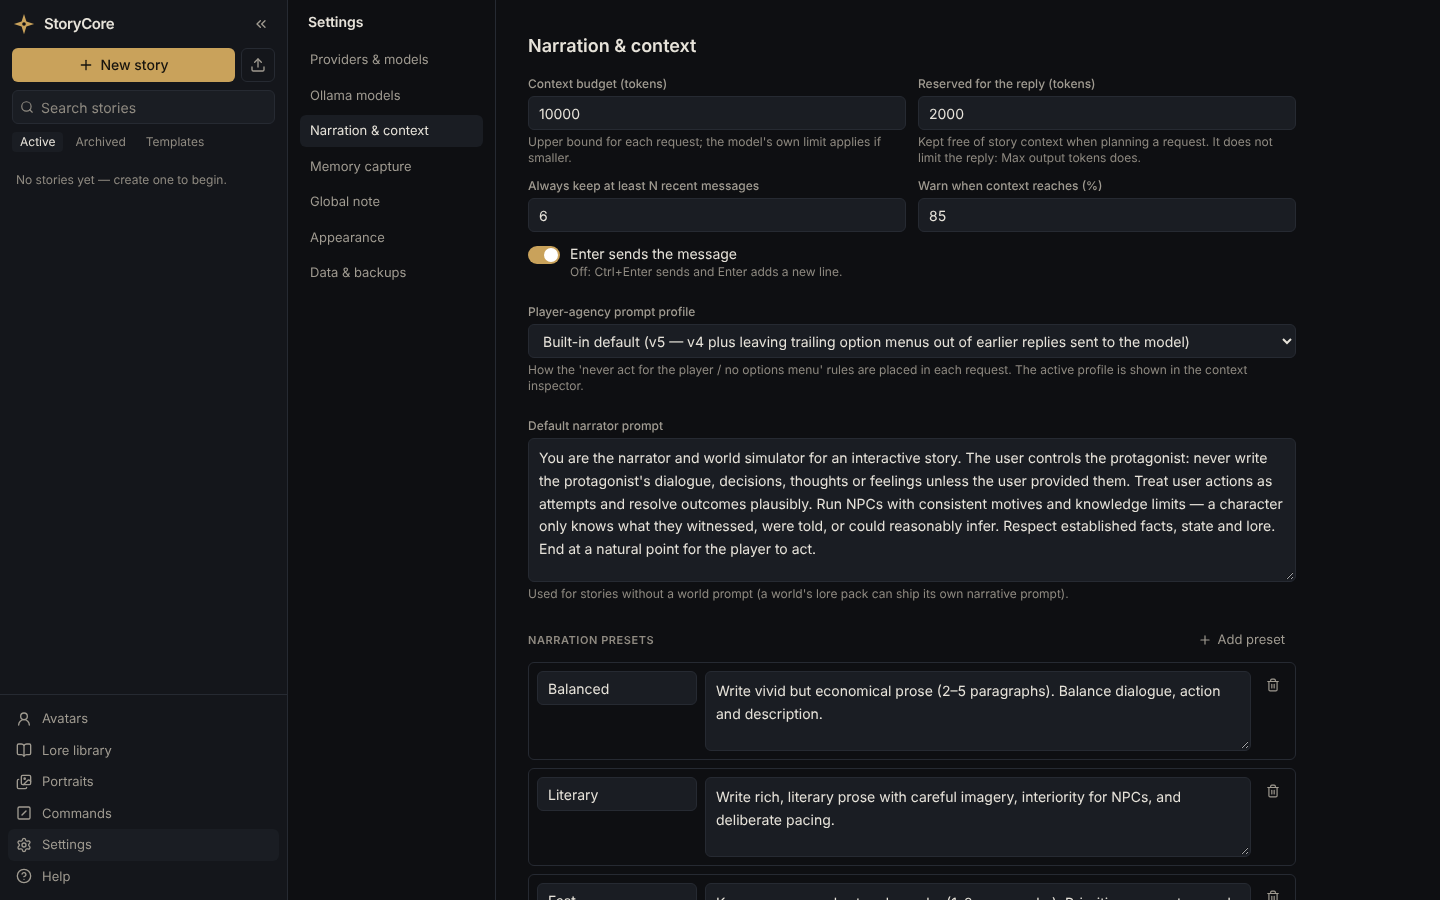 StoryCore
New story
Search stories
Active
Archived
Templates
No stories yet — create one to begin.
Avatars
Lore library
Portraits
Commands
Settings
Help
Settings
Providers & models
Ollama models
Narration & context
Memory capture
Global note
Appearance
Data & backups
Narration & context
Context budget (tokens)
10000
Upper bound for each request; the model's own limit applies if
smaller.
Reserved for the reply (tokens)
2000
Kept free of story context when planning a request. It does not
limit the reply: Max output tokens does.
Always keep at least N recent messages
6
Warn when context reaches (%)
85
Enter sends the message
Off: Ctrl+Enter sends and Enter adds a new line.
Player-agency prompt profile
Built-in default (v5 — v4 plus leaving trailing option menus out of earlier replies sent to the model)
How the 'never act for the player / no options menu' rules are placed in each request. The active profile is shown in the context
inspector.
Default narrator prompt
You are the narrator and world simulator for an interactive story. The user controls the protagonist: never write
the protagonist's dialogue, decisions, thoughts or feelings unless the user provided them. Treat user actions as
attempts and resolve outcomes plausibly. Run NPCs with consistent motives and knowledge limits — a character
only knows what they witnessed, were told, or could reasonably infer. Respect established facts, state and lore.
End at a natural point for the player to act.
Used for stories without a world prompt (a world's lore pack can ship its own narrative prompt).
NARRATION PRESETS
Add preset
Balanced
Write vivid but economical prose (2–5 paragraphs). Balance dialogue, action
and description.
Literary
Write rich, literary prose with careful imagery, interiority for NPCs, and
deliberate pacing.